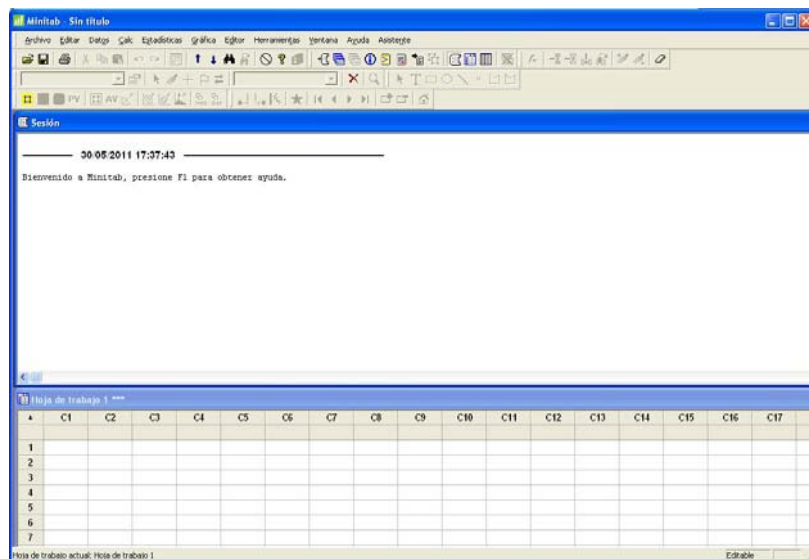 Minitab - Sin título
Archivo Editar Datos Calc Estadísticas Gráfica Editor Herramientas Ventana Ayuda Asistente
PV AV
Sesión
30/05/2011 17:37:43
Bienvenido a Minitab, presione F1 para obtener ayuda.
Hoja de trabajo 1 ***
C1 C2 C3 C4 C5 C6 C7 C8 C9 C10 C11 C12 C13 C14 C15 C16 C17
1
2
3
4
5
6
7
Hoja de trabajo actual: Hoja de trabajo 1 Editable